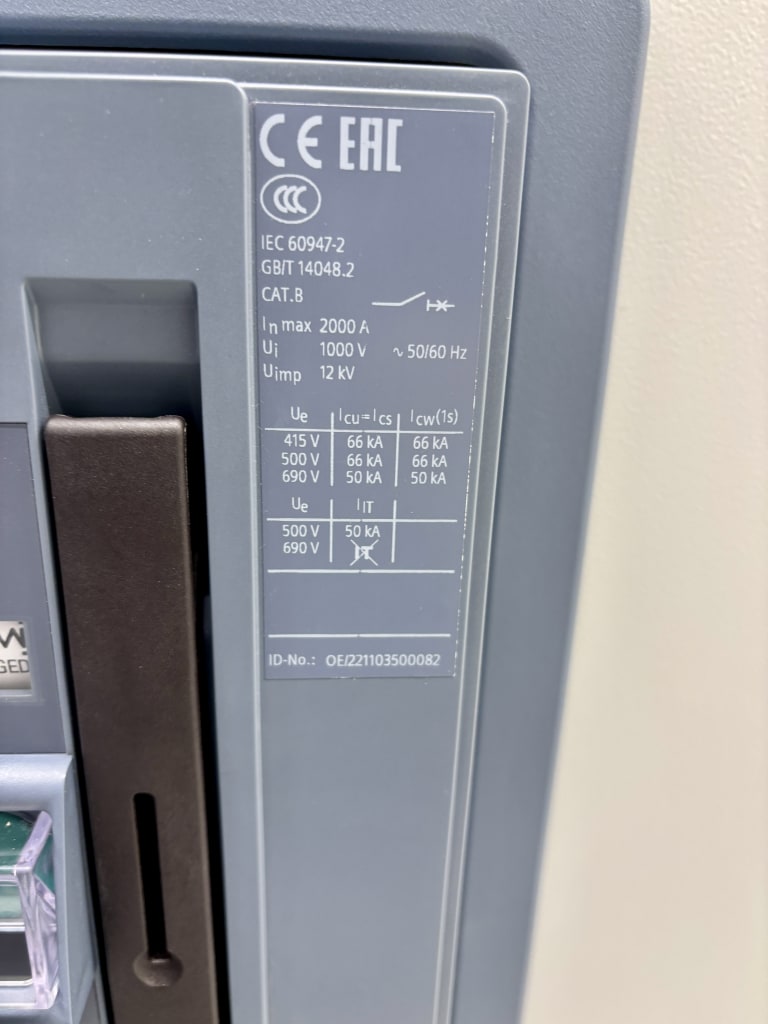 CE EAC
CCC
IEC 60947-2
GB/T 14048.2
CAT.B
In max 2000 A
Ui 1000 V ~ 50/60 Hz
Uimp 12 kV
Ue Icu=Ics Icw(1s)
415 V 66 kA 66 kA
500 V 66 kA 66 kA
690 V 50 kA 50 kA
Ue IIT
500 V 50 kA
690 V IT
ID-No.: OE/221103500082
GED